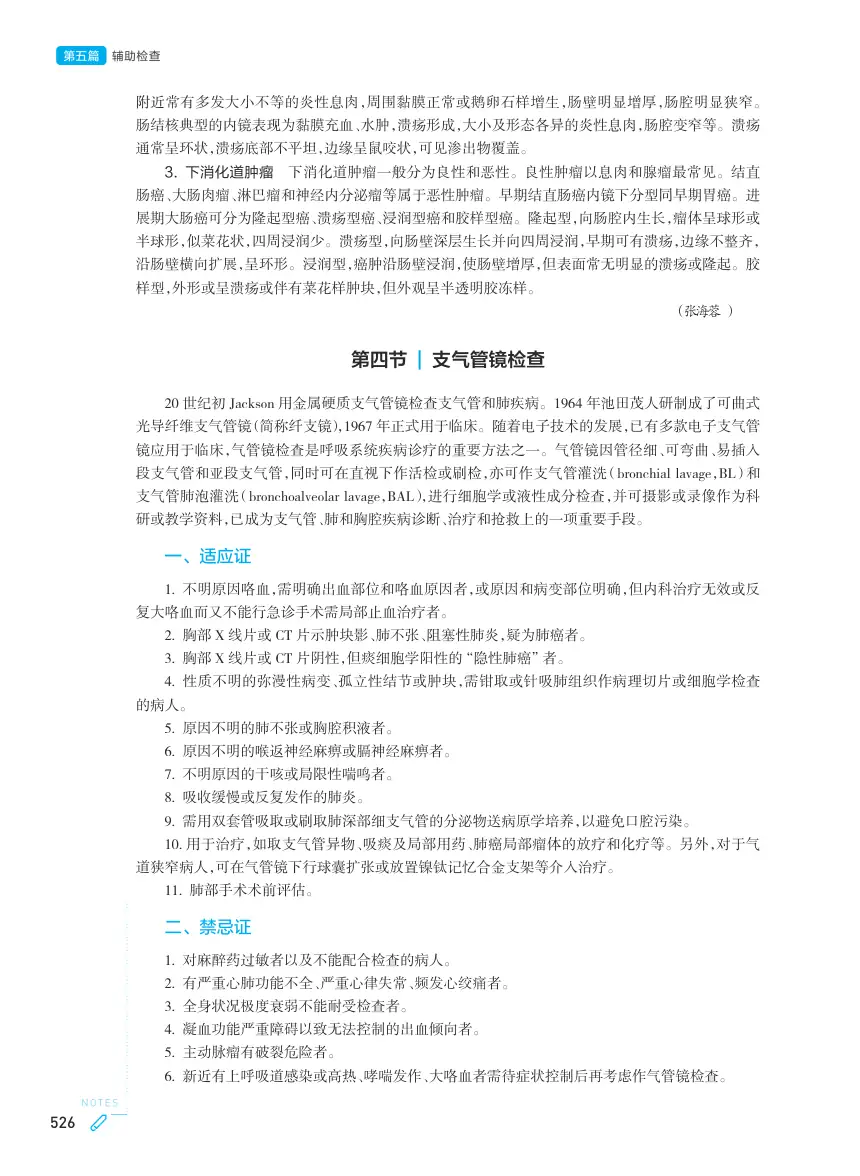 第五篇 辅助检查
附近常有多发大小不等的炎性息肉,周围黏膜正常或鹅卵石样增生,肠壁明显增厚,肠腔明显狭窄。
肠结核典型的内镜表现为黏膜充血、水肿,溃疡形成,大小及形态各异的炎性息肉,肠腔变窄等。溃疡
通常呈环状,溃疡底部不平坦,边缘呈鼠咬状,可见渗出物覆盖。
3. 下消化道肿瘤 下消化道肿瘤一般分为良性和恶性。良性肿瘤以息肉和腺瘤最常见。结直
肠癌、大肠肉瘤、淋巴瘤和神经内分泌瘤等属于恶性肿瘤。早期结直肠癌内镜下分型同早期胃癌。进
展期大肠癌可分为隆起型癌、溃疡型癌、浸润型癌和胶样型癌。隆起型,向肠腔内生长,瘤体呈球形或
半球形,似菜花状,四周浸润少。溃疡型,向肠壁深层生长并向四周浸润,早期可有溃疡,边缘不整齐,
沿肠壁横向扩展,呈环形。浸润型,癌肿沿肠壁浸润,使肠壁增厚,但表面常无明显的溃疡或隆起。胶
样型,外形或呈溃疡或伴有菜花样肿块,但外观呈半透明胶冻样。
(张海蓉 )
第四节 | 支气管镜检查
20 世纪初 Jackson 用金属硬质支气管镜检查支气管和肺疾病。1964 年池田茂人研制成了可曲式
光导纤维支气管镜(简称纤支镜),1967 年正式用于临床。随着电子技术的发展,已有多款电子支气管
镜应用于临床,气管镜检查是呼吸系统疾病诊疗的重要方法之一。气管镜因管径细、可弯曲、易插入
段支气管和亚段支气管,同时可在直视下作活检或刷检,亦可作支气管灌洗(bronchial lavage,BL)和
支气管肺泡灌洗(bronchoalveolar lavage,BAL),进行细胞学或液性成分检查,并可摄影或录像作为科
研或教学资料,已成为支气管、肺和胸腔疾病诊断、治疗和抢救上的一项重要手段。
一、适应证
1. 不明原因咯血,需明确出血部位和咯血原因者,或原因和病变部位明确,但内科治疗无效或反
复大咯血而又不能行急诊手术需局部止血治疗者。
2. 胸部 X 线片或 CT 片示肿块影、肺不张、阻塞性肺炎,疑为肺癌者。
3. 胸部 X 线片或 CT 片阴性,但痰细胞学阳性的“隐性肺癌”者。
4. 性质不明的弥漫性病变、孤立性结节或肿块,需钳取或针吸肺组织作病理切片或细胞学检查
的病人。
5. 原因不明的肺不张或胸腔积液者。
6. 原因不明的喉返神经麻痹或膈神经麻痹者。
7. 不明原因的干咳或局限性喘鸣者。
8. 吸收缓慢或反复发作的肺炎。
9. 需用双套管吸取或刷取肺深部细支气管的分泌物送病原学培养,以避免口腔污染。
10. 用于治疗,如取支气管异物、吸痰及局部用药、肺癌局部瘤体的放疗和化疗等。另外,对于气
道狭窄病人,可在气管镜下行球囊扩张或放置镍钛记忆合金支架等介入治疗。
11. 肺部手术术前评估。
二、禁忌证
1. 对麻醉药过敏者以及不能配合检查的病人。
2. 有严重心肺功能不全、严重心律失常、频发心绞痛者。
3. 全身状况极度衰弱不能耐受检查者。
4. 凝血功能严重障碍以致无法控制的出血倾向者。
5. 主动脉瘤有破裂危险者。
6. 新近有上呼吸道感染或高热、哮喘发作、大咯血者需待症状控制后再考虑作气管镜检查。
NOTES
526